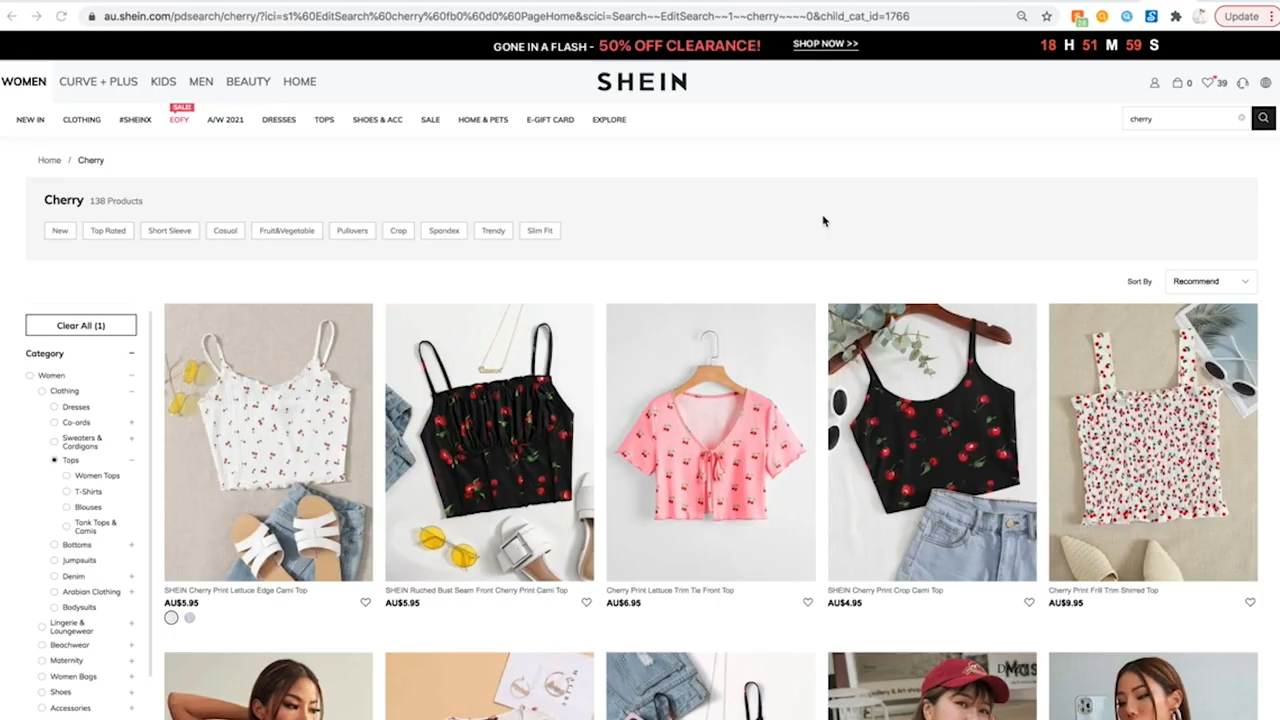 au.shein.com/pdsearch/cherry/?ici=s1%60EditSearch%60cherry%60fb0%60d0%60PageHome&scici=Search~~EditSearch~~1~~cherry~~~~0&child_cat_id=1766
Update
GONE IN A FLASH - 50% OFF CLEARANCE! SHOP NOW >> 18 H 51 M 59 S
WOMEN CURVE + PLUS KIDS MEN BEAUTY HOME SHEIN 0 39
SALE!
NEW IN CLOTHING #SHEINX EOFY A/W 2021 DRESSES TOPS SHOES & ACC SALE HOME & PETS E-GIFT CARD EXPLORE cherry
Home / Cherry
Cherry 138 Products
New Top Rated Short Sleeve Casual Fruit&Vegetable Pullovers Crop Spandex Trendy Slim Fit
Sort By Recommend
Clear All (1)
Category −
Women −
Clothing −
Dresses
Co-ords +
Sweaters & Cardigans +
Tops −
Women Tops
T-Shirts
Blouses
Tank Tops & Camis
Bottoms +
Jumpsuits
Denim +
Arabian Clothing +
Bodysuits
Lingerie & Loungewear +
Beachwear +
Maternity +
Women Bags +
Shoes +
Accessories +
SHEIN Cherry Print Lettuce Edge Cami Top
AU$5.95
SHEIN Ruched Bust Seam Front Cherry Print Cami Top
AU$5.95
Cherry Print Lettuce Trim Tie Front Top
AU$6.95
SHEIN Cherry Print Crop Cami Top
AU$4.95
Cherry Print Frill Trim Shirred Top
AU$9.95